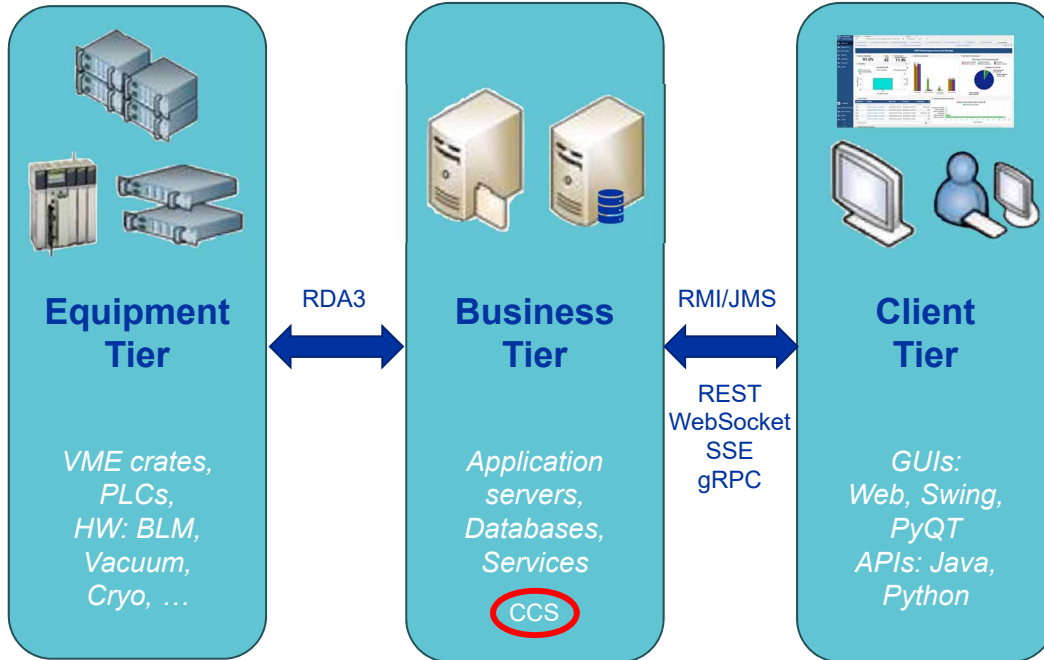 Equipment
Tier
VME crates,
PLCs,
HW: BLM,
Vacuum,
Cryo, …
RDA3
Business
Tier
Application
servers,
Databases,
Services
CCS
RMI/JMS
REST
WebSocket
SSE
gRPC
Client
Tier
GUIs:
Web, Swing,
PyQT
APIs: Java,
Python